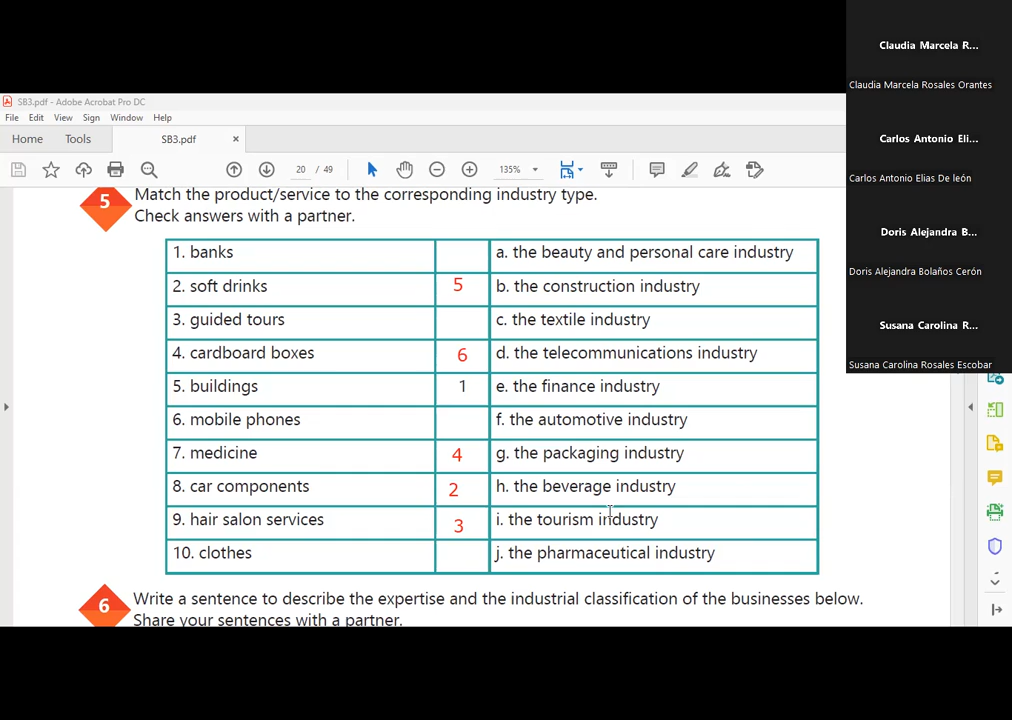 Claudia Marcela R...
Claudia Marcela Rosales Orantes
Carlos Antonio Eli...
Carlos Antonio Elias De león
Doris Alejandra B...
Doris Alejandra Bolaños Cerón
Susana Carolina R...
Susana Carolina Rosales Escobar
SB3.pdf - Adobe Acrobat Pro DC
File Edit View Sign Window Help
Home Tools SB3.pdf ×
20 / 49 135%
5 Match the product/service to the corresponding industry type.
Check answers with a partner.
1. banks a. the beauty and personal care industry
2. soft drinks 5 b. the construction industry
3. guided tours c. the textile industry
4. cardboard boxes 6 d. the telecommunications industry
5. buildings 1 e. the finance industry
6. mobile phones f. the automotive industry
7. medicine 4 g. the packaging industry
8. car components 2 h. the beverage industry
9. hair salon services 3 i. the tourism industry
10. clothes j. the pharmaceutical industry
6 Write a sentence to describe the expertise and the industrial classification of the businesses below.
Share your sentences with a partner.